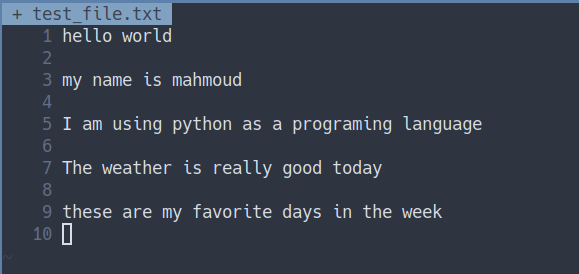 + test_file.txt
1 hello world
2
3 my name is mahmoud
4
5 I am using python as a programing language
6
7 The weather is really good today
8
9 these are my favorite days in the week
10
~